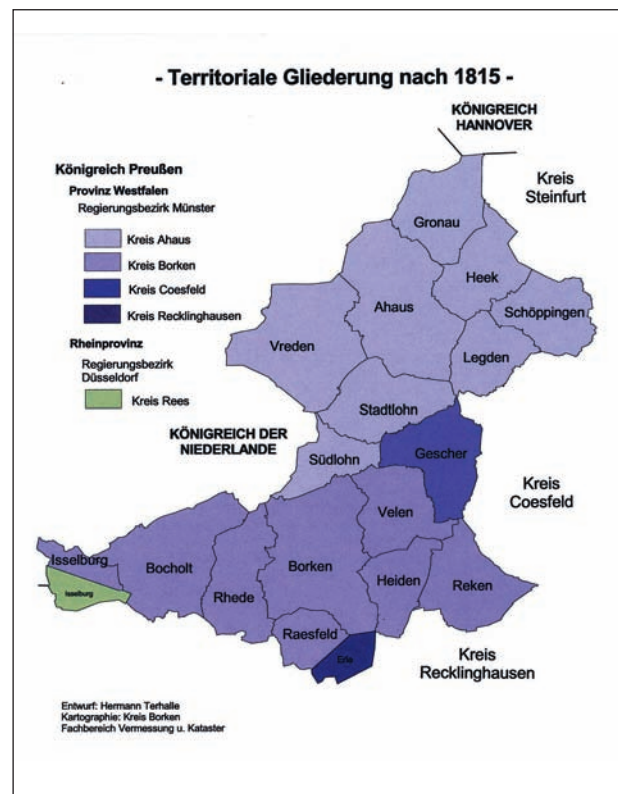 - Territoriale Gliederung nach 1815 -
KÖNIGREICH
HANNOVER
Königreich Preußen
Provinz Westfalen
Regierungsbezirk Münster
Kreis Ahaus
Kreis Borken
Kreis Coesfeld
Kreis Recklinghausen
Rheinprovinz
Regierungsbezirk
Düsseldorf
Kreis Rees
Kreis
Steinfurt
Gronau
Heek
Ahaus
Schöppingen
Vreden
Legden
Stadtlohn
KÖNIGREICH DER
NIEDERLANDE
Südlohn
Gescher
Kreis
Coesfeld
Velen
Isselburg
Bocholt
Borken
Heiden
Reken
Isselburg
Rhede
Raesfeld
Erle
Kreis
Recklinghausen
Entwurf: Hermann Terhalle
Kartographie: Kreis Borken
Fachbereich Vermessung u. Kataster